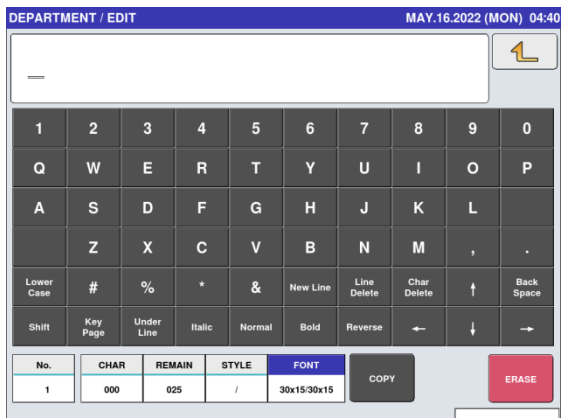 DEPARTMENT / EDIT MAY.16.2022 (MON) 04:40
1 2 3 4 5 6 7 8 9 0
Q W E R T Y U I O P
A S D F G H J K L
Z X C V B N M , .
Lower Case # % * & New Line Line Delete Char Delete ↑ Back Space
Shift Key Page Under Line Italic Normal Bold Reverse ← ↓ →
No. CHAR REMAIN STYLE FONT COPY ERASE
1 000 025 / 30x15/30x15